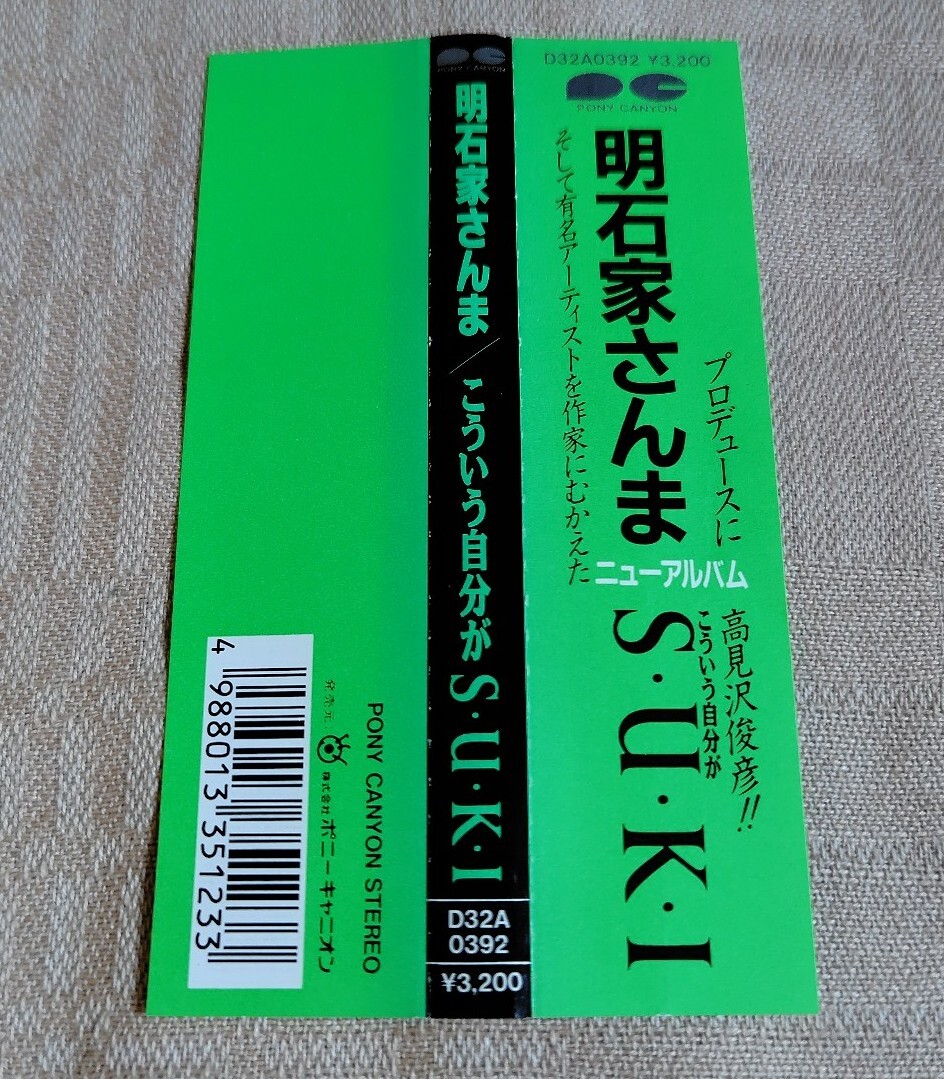 D32A0392 ¥3,200
PONY CANYON
プロデュースに
高見沢俊彦!!
明石家さんま
ニューアルバム
こういう自分が
S・U・K・I
そして有名アーティストを作家にむかえた
PONY CANYON
明石家さんま／こういう自分がS・U・K・I
D32A
0392
¥3,200
PONY CANYON STEREO
発売元:
株式会社ポニーキャニオン
4 988013 351233